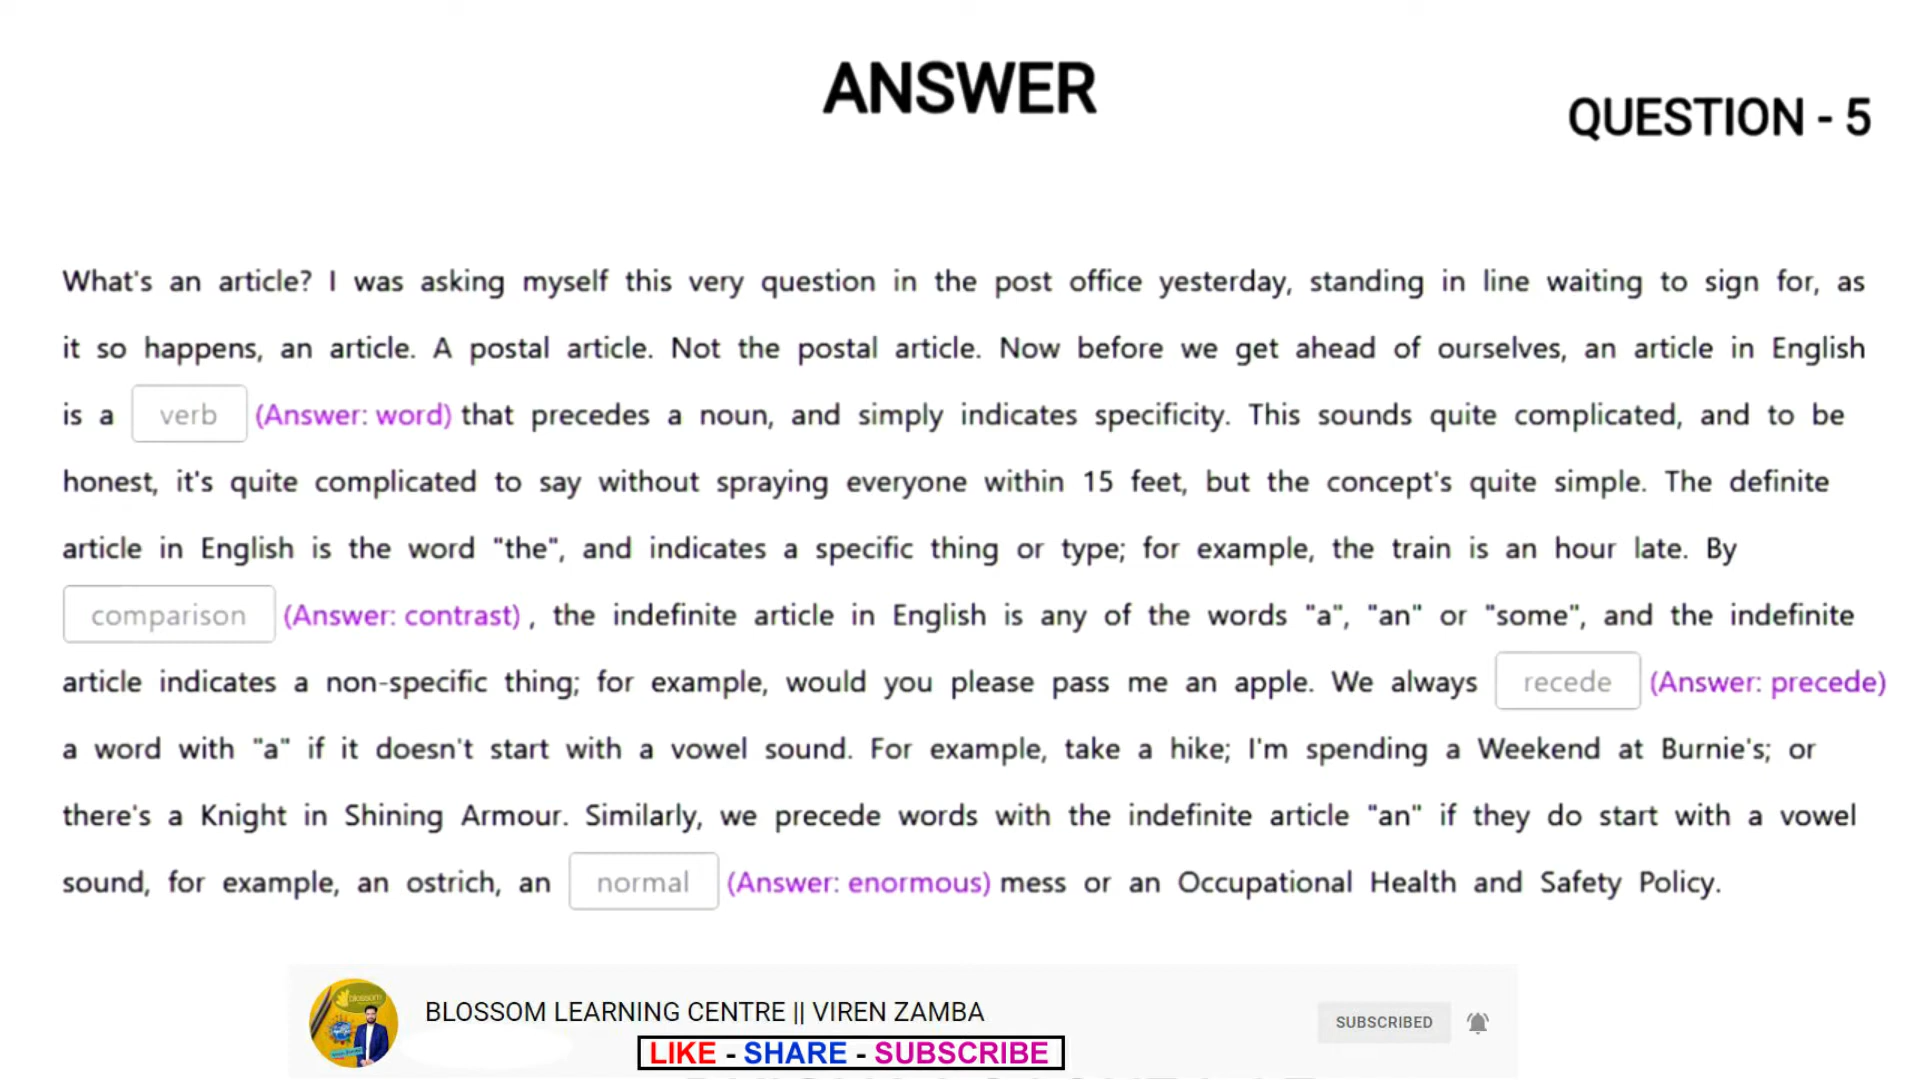 ANSWER
QUESTION - 5
What's an article? I was asking myself this very question in the post office yesterday, standing in line waiting to sign for, as
it so happens, an article. A postal article. Not the postal article. Now before we get ahead of ourselves, an article in English
is a verb (Answer: word) that precedes a noun, and simply indicates specificity. This sounds quite complicated, and to be
honest, it's quite complicated to say without spraying everyone within 15 feet, but the concept's quite simple. The definite
article in English is the word "the", and indicates a specific thing or type; for example, the train is an hour late. By
comparison (Answer: contrast) , the indefinite article in English is any of the words "a", "an" or "some", and the indefinite
article indicates a non-specific thing; for example, would you please pass me an apple. We always recede (Answer: precede)
a word with "a" if it doesn't start with a vowel sound. For example, take a hike; I'm spending a Weekend at Burnie's; or
there's a Knight in Shining Armour. Similarly, we precede words with the indefinite article "an" if they do start with a vowel
sound, for example, an ostrich, an normal (Answer: enormous) mess or an Occupational Health and Safety Policy.
blossom
BLOSSOM LEARNING CENTRE || VIREN ZAMBA
SUBSCRIBED
LIKE - SHARE - SUBSCRIBE